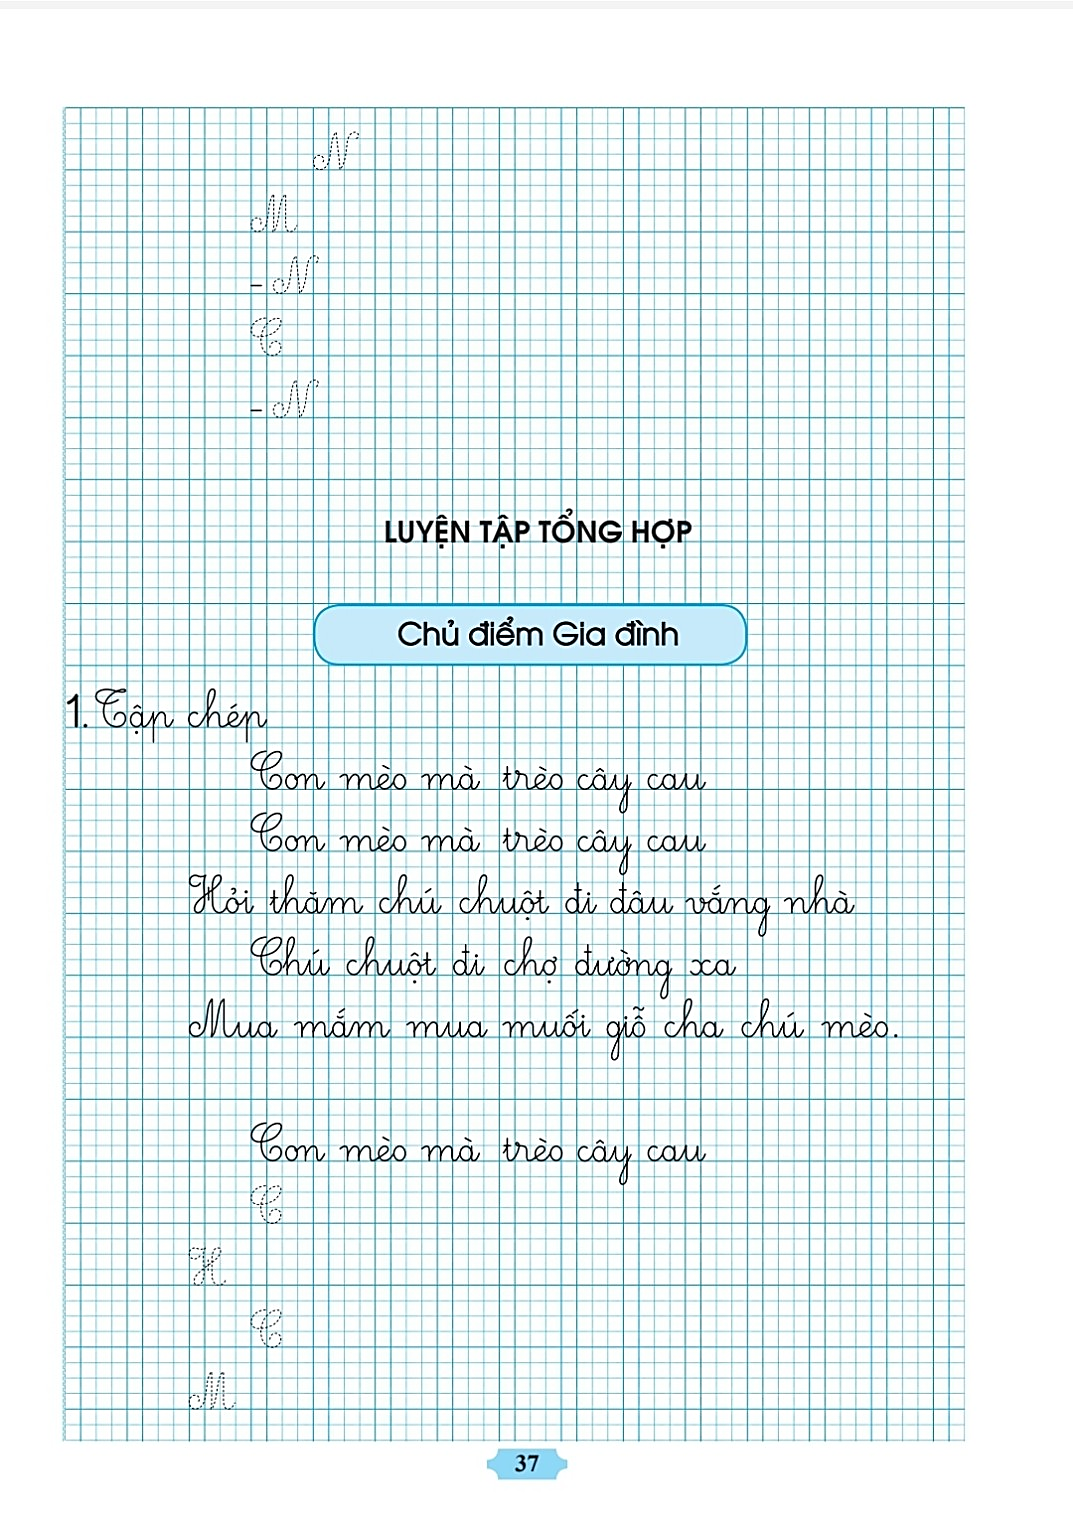 N
M
- N
C
- N
LUYỆN TẬP TỔNG HỢP
Chủ điểm Gia đình
1. Tập chép
Con mèo mà trèo cây cau
Con mèo mà trèo cây cau
Hỏi thăm chú chuột đi đâu vắng nhà
Chú chuột đi chợ đường xa
Mua mắm mua muối giỗ cha chú mèo.
Con mèo mà trèo cây cau
C
H
C
M
37